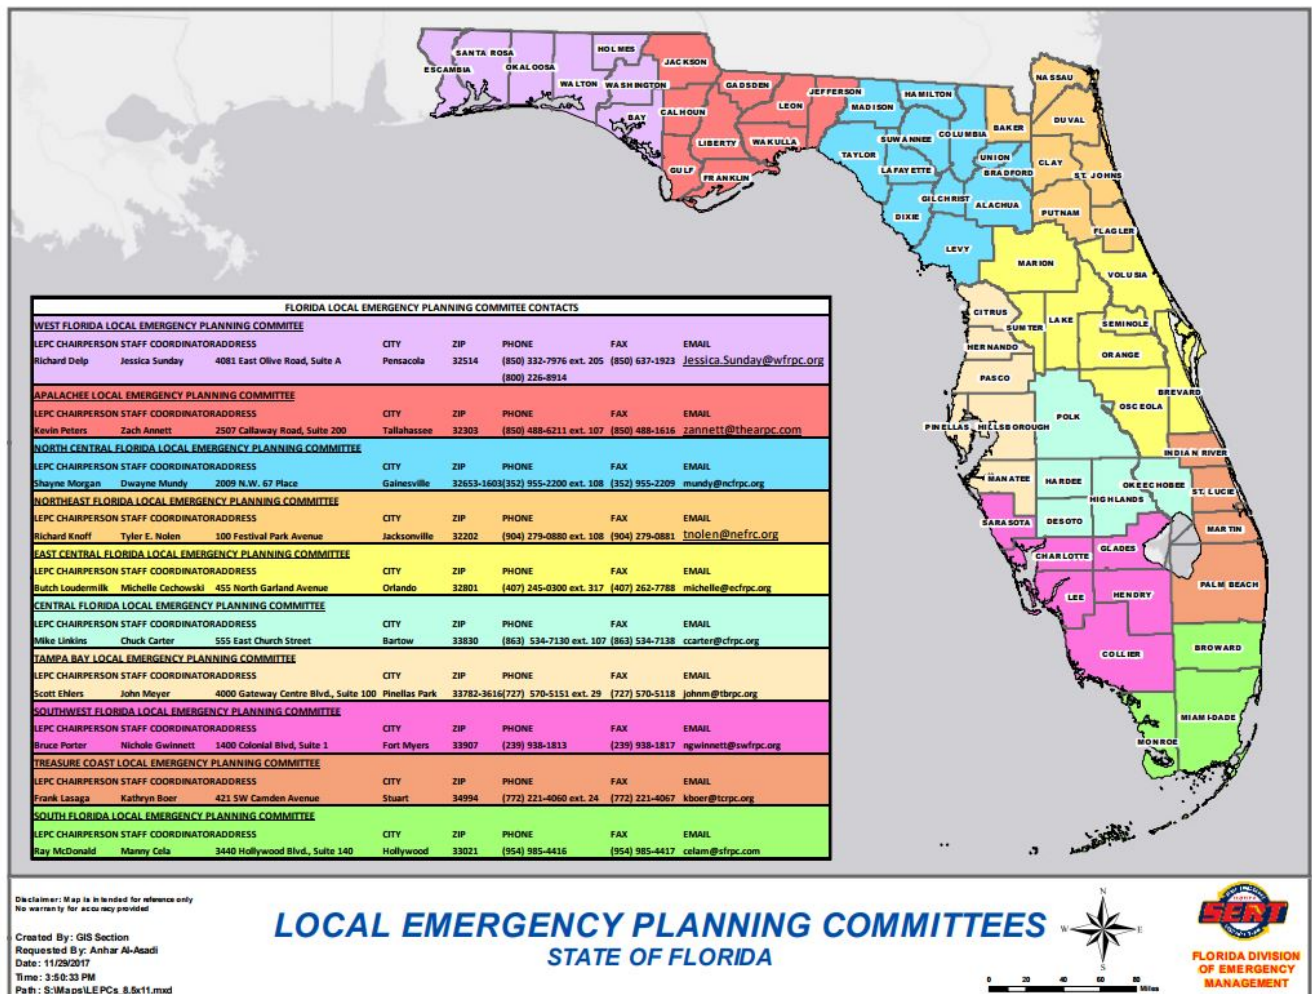 SANTA ROSA
HOLMES
ESCAMBIA
OKALOOSA
WALTON
WASHINGTON
BAY
JACKSON
GADSDEN
JEFFERSON
CALHOUN
LEON
LIBERTY
WAKULLA
GULF
FRANKLIN
MADISON
HAMILTON
SUWANNEE
COLUMBIA
TAYLOR
LAFAYETTE
UNION
BRADFORD
GILCHRIST
ALACHUA
DIXIE
LEVY
NASSAU
BAKER
DUVAL
CLAY
ST. JOHNS
PUTNAM
FLAGLER
MARION
VOLUSIA
CITRUS
SUMTER
LAKE
SEMINOLE
HERNANDO
ORANGE
PASCO
BREVARD
OSCEOLA
POLK
PINELLAS
HILLSBOROUGH
INDIAN RIVER
MANATEE
HARDEE
OKEECHOBEE
HIGHLANDS
ST. LUCIE
SARASOTA
DESOTO
MARTIN
CHARLOTTE
GLADES
PALM BEACH
LEE
HENDRY
COLLIER
BROWARD
MIAMI-DADE
MONROE
FLORIDA LOCAL EMERGENCY PLANNING COMMITEE CONTACTS
WEST FLORIDA LOCAL EMERGENCY PLANNING COMMITEE
LEPC CHAIRPERSON STAFF COORDINATOR ADDRESS CITY ZIP PHONE FAX EMAIL
Richard Delp Jessica Sunday 4081 East Olive Road, Suite A Pensacola 32514 (850) 332-7976 ext. 205 (850) 637-1923 Jessica.Sunday@wfrpc.org
(800) 226-8914
APALACHEE LOCAL EMERGENCY PLANNING COMMITTEE
LEPC CHAIRPERSON STAFF COORDINATOR ADDRESS CITY ZIP PHONE FAX EMAIL
Kevin Peters Zach Annett 2507 Callaway Road, Suite 200 Tallahassee 32303 (850) 488-6211 ext. 107 (850) 488-1616 zannett@thearpc.com
NORTH CENTRAL FLORIDA LOCAL EMERGENCY PLANNING COMMITTEE
LEPC CHAIRPERSON STAFF COORDINATOR ADDRESS CITY ZIP PHONE FAX EMAIL
Shayne Morgan Dwayne Mundy 2009 N.W. 67 Place Gainesville 32653-1603 (352) 955-2200 ext. 108 (352) 955-2209 mundy@ncfrpc.org
NORTHEAST FLORIDA LOCAL EMERGENCY PLANNING COMMITTEE
LEPC CHAIRPERSON STAFF COORDINATOR ADDRESS CITY ZIP PHONE FAX EMAIL
Richard Knoff Tyler E. Nolen 100 Festival Park Avenue Jacksonville 32202 (904) 279-0880 ext. 108 (904) 279-0881 tnolen@nefrc.org
EAST CENTRAL FLORIDA LOCAL EMERGENCY PLANNING COMMITTEE
LEPC CHAIRPERSON STAFF COORDINATOR ADDRESS CITY ZIP PHONE FAX EMAIL
Butch Loudermilk Michelle Cechowski 455 North Garland Avenue Orlando 32801 (407) 245-0300 ext. 317 (407) 262-7788 michelle@ecfrpc.org
CENTRAL FLORIDA LOCAL EMERGENCY PLANNING COMMITTEE
LEPC CHAIRPERSON STAFF COORDINATOR ADDRESS CITY ZIP PHONE FAX EMAIL
Mike Linkins Chuck Carter 555 East Church Street Bartow 33830 (863) 534-7130 ext. 107 (863) 534-7138 ccarter@cfrpc.org
TAMPA BAY LOCAL EMERGENCY PLANNING COMMITTEE
LEPC CHAIRPERSON STAFF COORDINATOR ADDRESS CITY ZIP PHONE FAX EMAIL
Scott Ehlers John Meyer 4000 Gateway Centre Blvd., Suite 100 Pinellas Park 33782-3616 (727) 570-5151 ext. 29 (727) 570-5118 johnm@tbrpc.org
SOUTHWEST FLORIDA LOCAL EMERGENCY PLANNING COMMITTEE
LEPC CHAIRPERSON STAFF COORDINATOR ADDRESS CITY ZIP PHONE FAX EMAIL
Bruce Porter Nichole Gwinnett 1400 Colonial Blvd, Suite 1 Fort Myers 33907 (239) 938-1813 (239) 938-1817 ngwinnett@swfrpc.org
TREASURE COAST LOCAL EMERGENCY PLANNING COMMITTEE
LEPC CHAIRPERSON STAFF COORDINATOR ADDRESS CITY ZIP PHONE FAX EMAIL
Frank Lasaga Kathryn Boer 421 SW Camden Avenue Stuart 34994 (772) 221-4060 ext. 24 (772) 221-4067 kboer@tcrpc.org
SOUTH FLORIDA LOCAL EMERGENCY PLANNING COMMITTEE
LEPC CHAIRPERSON STAFF COORDINATOR ADDRESS CITY ZIP PHONE FAX EMAIL
Ray McDonald Manny Cela 3440 Hollywood Blvd., Suite 140 Hollywood 33021 (954) 985-4416 (954) 985-4417 celam@sfrpc.com
Disclaimer: Map is intended for reference only
No warranty for accuracy provided
Created By: GIS Section
Requested By: Anhar Al-Asadi
Date: 11/29/2017
Time: 3:50:33 PM
Path: S:\Maps\LEPCs_8.5x11.mxd
LOCAL EMERGENCY PLANNING COMMITTEES
STATE OF FLORIDA
N
W E
S
0 20 40 60 80
Miles
SERT
FLORIDA DIVISION
OF EMERGENCY
MANAGEMENT